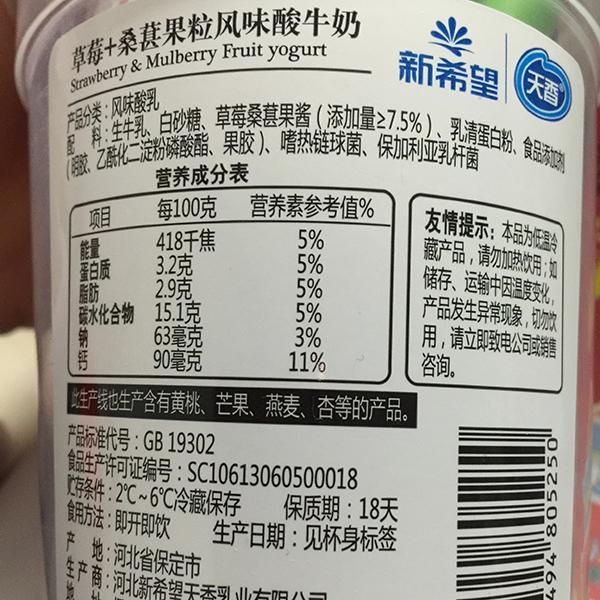 草莓+桑葚果粒风味酸牛奶
Strawberry & Mulberry Fruit yogurt
新希望
天香
产品分类：风味酸乳
配 料：生牛乳、白砂糖、草莓桑葚果酱（添加量≥7.5%）、乳清蛋白粉、食品添加剂
（明胶、乙酰化二淀粉磷酸酯、果胶）、嗜热链球菌、保加利亚乳杆菌
营养成分表
项目 每100克 营养素参考值%
能量 418千焦 5%
蛋白质 3.2克 5%
脂肪 2.9克 5%
碳水化合物 15.1克 5%
钠 63毫克 3%
钙 90毫克 11%
友情提示：本品为低温冷
藏产品，请勿加热饮用；如
储存、运输中因温度变化，
产品发生异常现象，切勿饮
用，请立即致电公司或销售
咨询。
此生产线也生产含有黄桃、芒果、燕麦、杏等的产品。
产品标准代号：GB 19302
食品生产许可证编号：SC10613060500018
贮存条件：2℃~6℃冷藏保存 保质期：18天
食用方法：即开即饮 生产日期：见杯身标签
产 地：河北省保定市
生产商：河北新希望天香乳业有限公司
494 805250